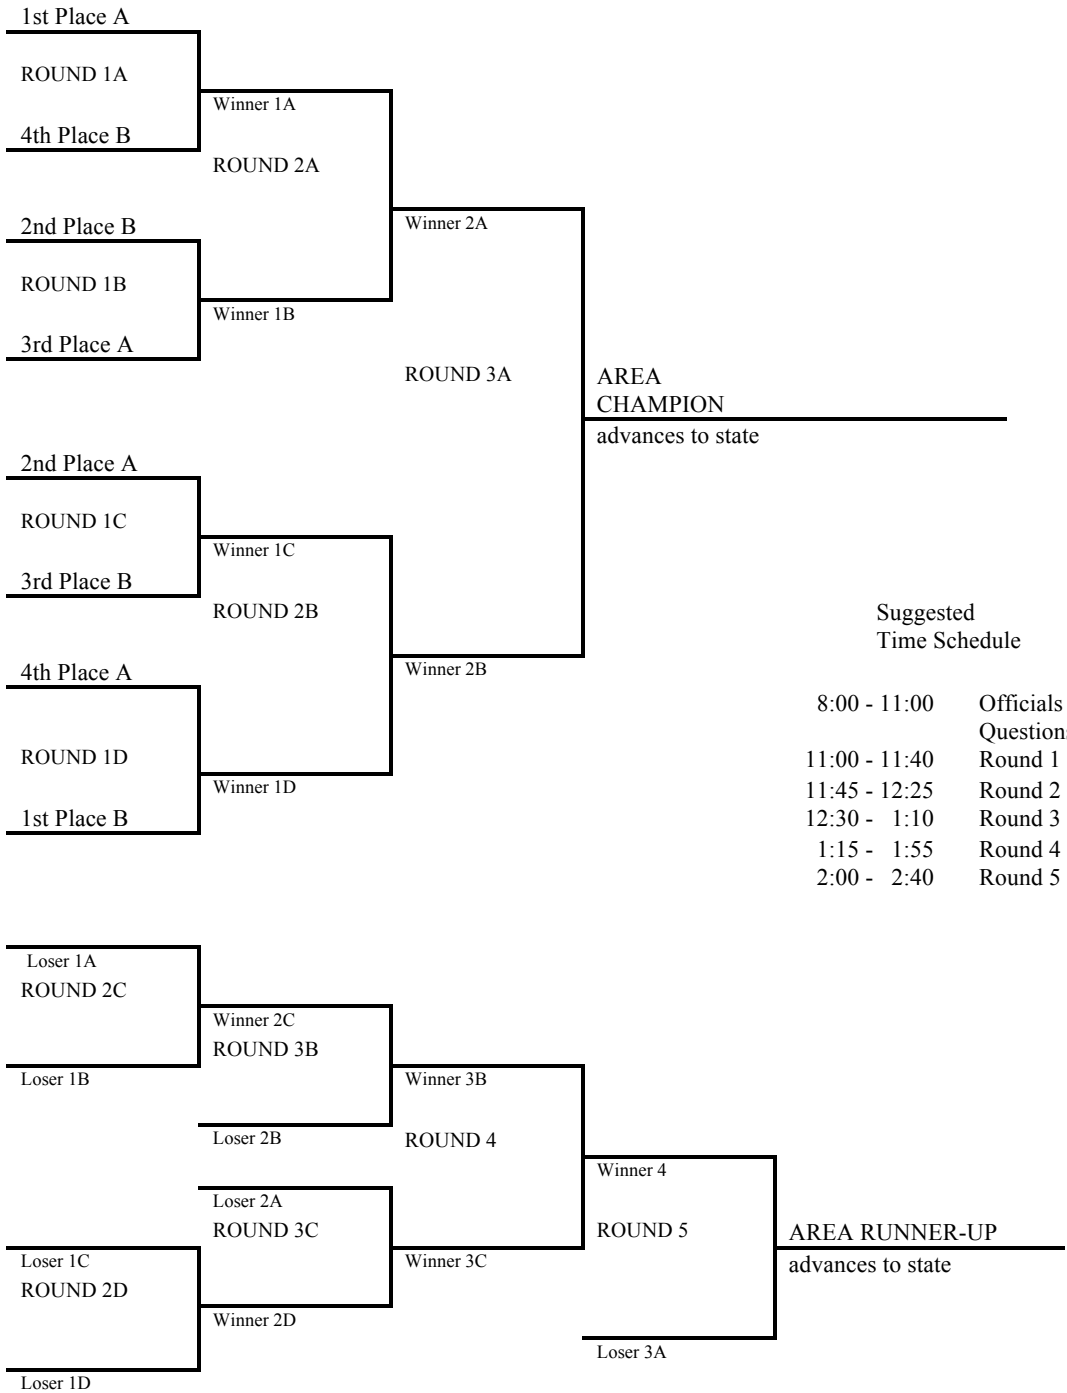 1st Place A
ROUND 1A
Winner 1A
4th Place B
ROUND 2A
2nd Place B
Winner 2A
ROUND 1B
Winner 1B
3rd Place A
ROUND 3A
AREA
CHAMPION
advances to state
2nd Place A
ROUND 1C
Winner 1C
3rd Place B
ROUND 2B
Winner 2B
4th Place A
ROUND 1D
Winner 1D
1st Place B
Suggested
Time Schedule
8:00 - 11:00 Officials
Questions
11:00 - 11:40 Round 1
11:45 - 12:25 Round 2
12:30 - 1:10 Round 3
1:15 - 1:55 Round 4
2:00 - 2:40 Round 5
Loser 1A
ROUND 2C
Winner 2C
ROUND 3B
Loser 1B
Winner 3B
Loser 2B
ROUND 4
Winner 4
Loser 2A
ROUND 3C
ROUND 5
AREA RUNNER-UP
advances to state
Loser 1C
Winner 3C
ROUND 2D
Winner 2D
Loser 3A
Loser 1D